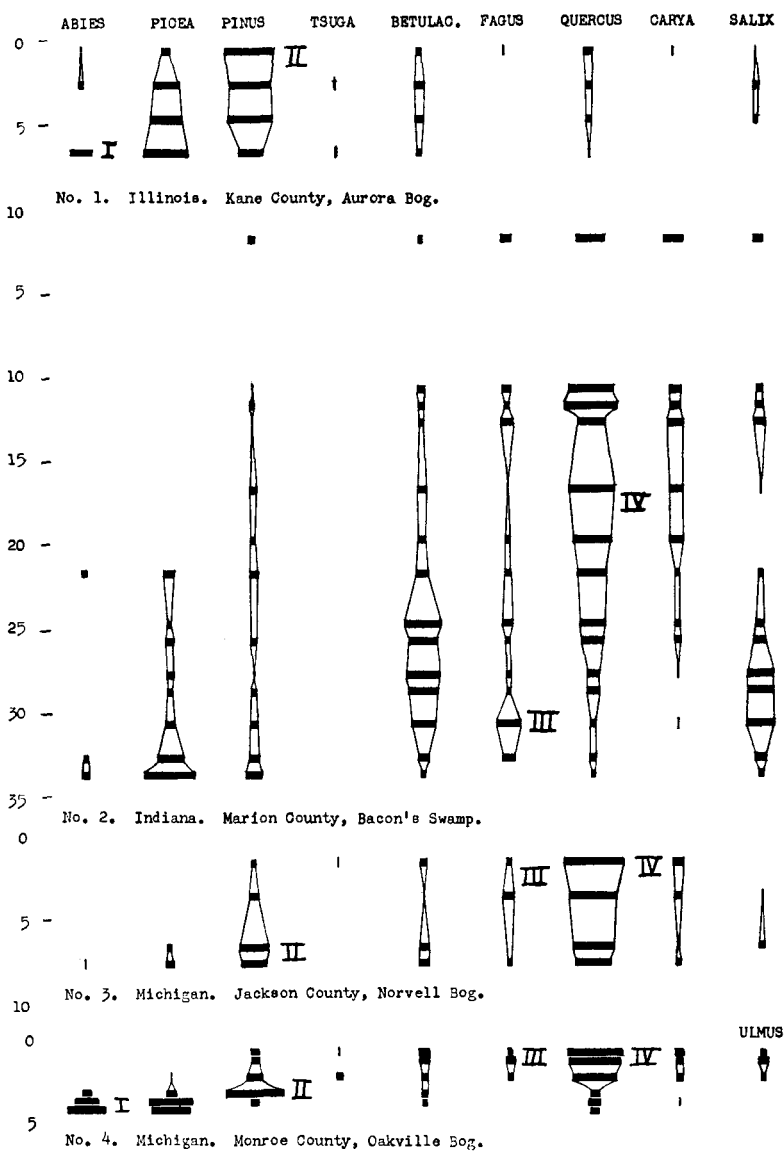 ABIES PICEA PINUS TSUGA BETULAC. FAGUS QUERCUS CARYA SALIX
0
II
5
I
No. 1. Illinois. Kane County, Aurora Bog.
10
5
10
15
IV
20
25
30
III
35
No. 2. Indiana. Marion County, Bacon's Swamp.
0
III IV
5
II
No. 3. Michigan. Jackson County, Norvell Bog.
10
0 ULMUS
III IV
II
I
5
No. 4. Michigan. Monroe County, Oakville Bog.